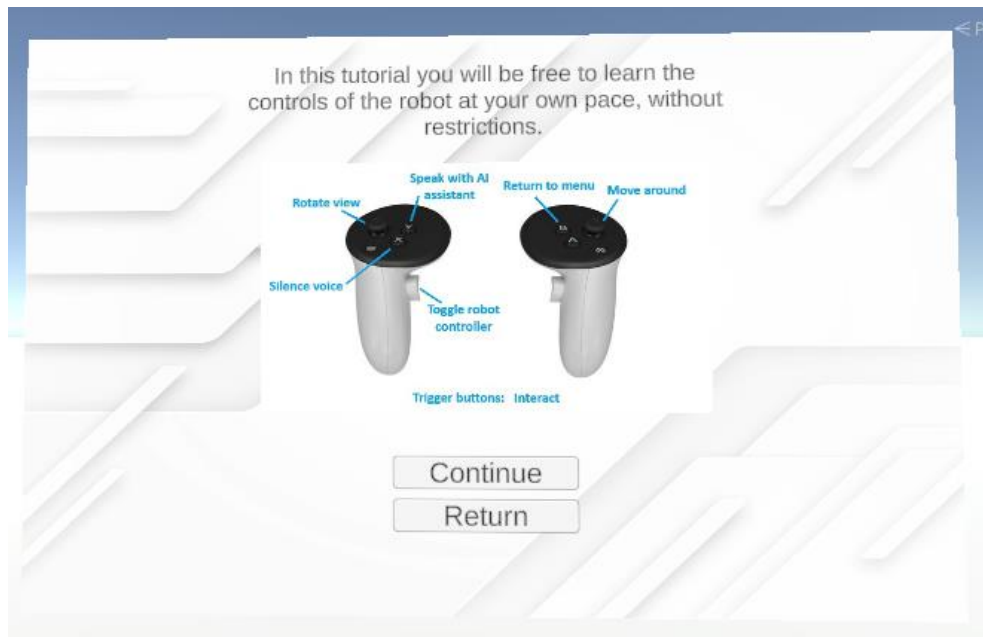 In this tutorial you will be free to learn the
controls of the robot at your own pace, without
restrictions.
Speak with AI
assistant
Return to menu
Move around
Rotate view
Y
B
X
A
Silence voice
Toggle robot
controller
Trigger buttons: Interact
Continue
Return